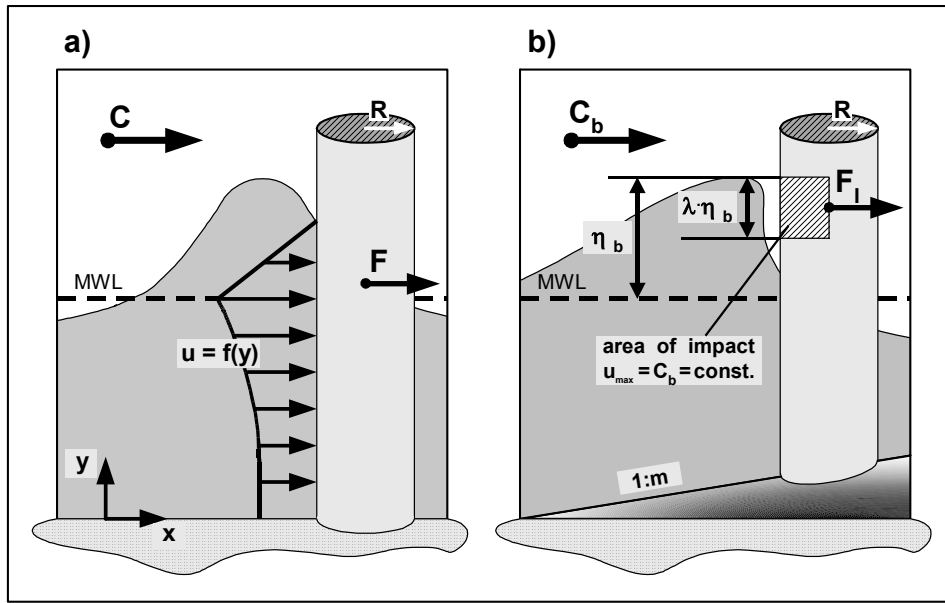 a)
C
R
F
MWL
u = f(y)
y
x
b)
C_b
R
F_I
λ·η_b
η_b
MWL
area of impact
u_max = C_b = const.
1:m